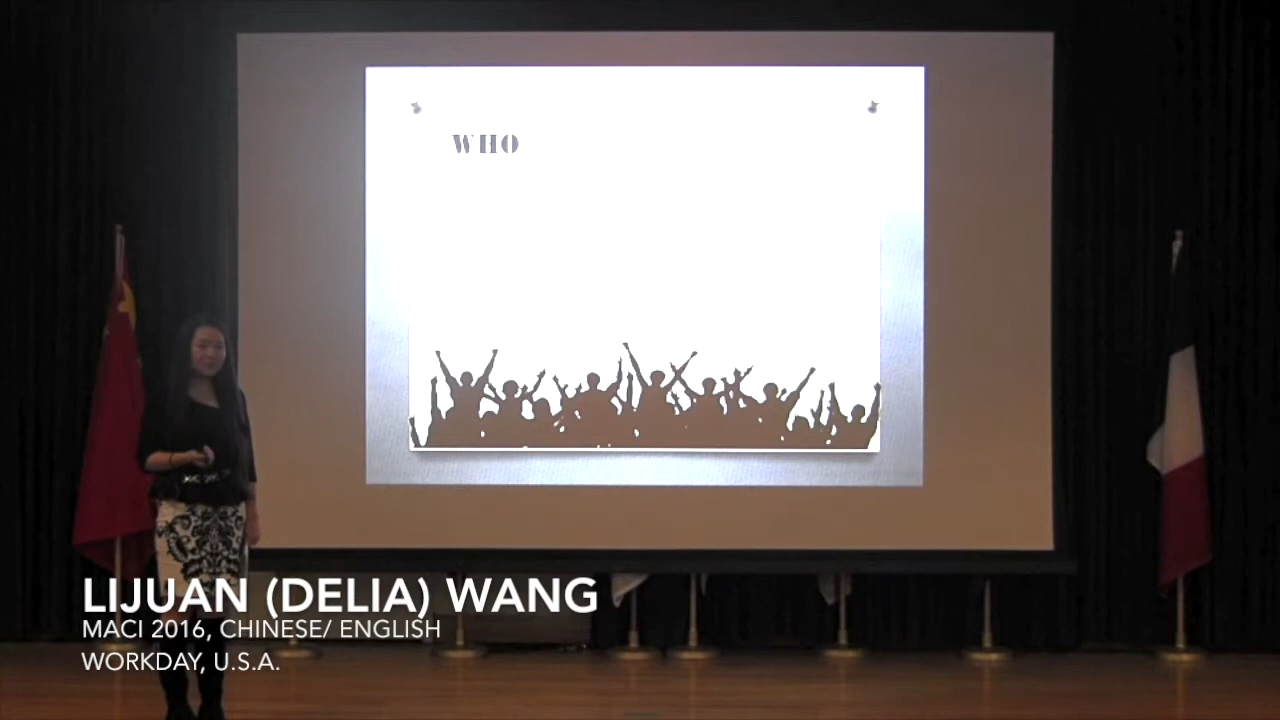 WHO
LIJUAN (DELIA) WANG
MACI 2016, CHINESE/ ENGLISH
WORKDAY, U.S.A.